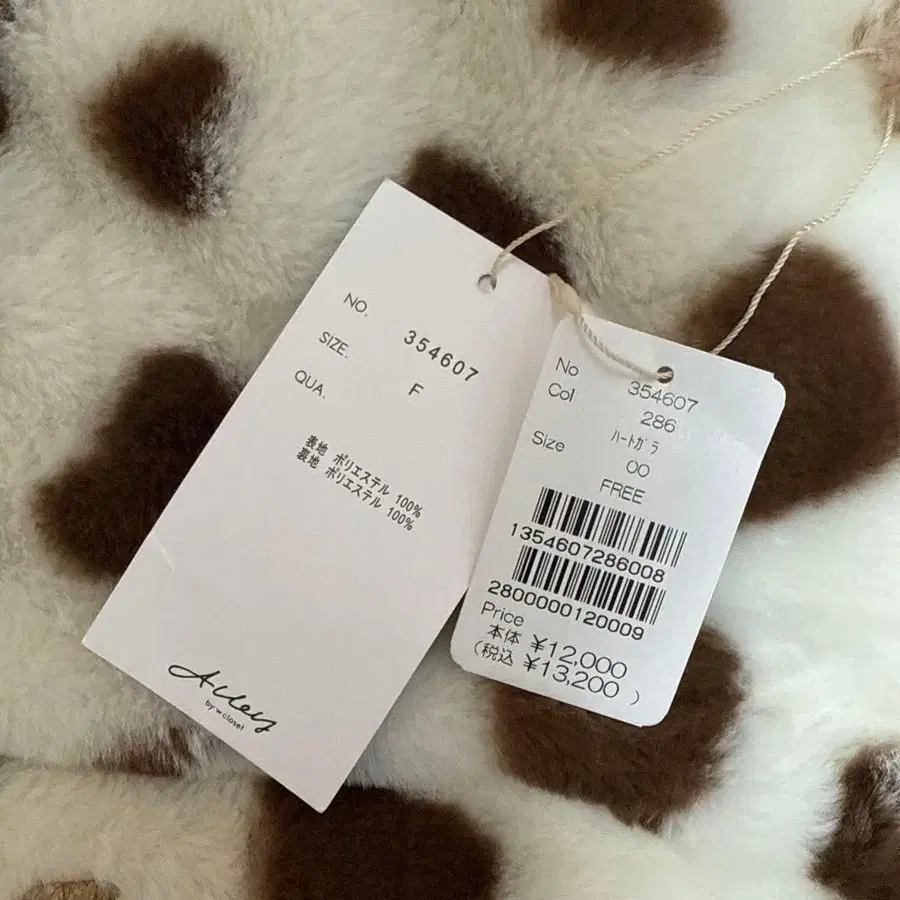 NO. 354607
SIZE. F
QUA.
表地 ポリエステル 100%
裏地 ポリエステル 100%
by w closet
No 354607
Col 286
ハートガラ
Size 00
FREE
1354607286008
2800000120009
Price
本体 ¥12,000
(税込 ¥13,200 )